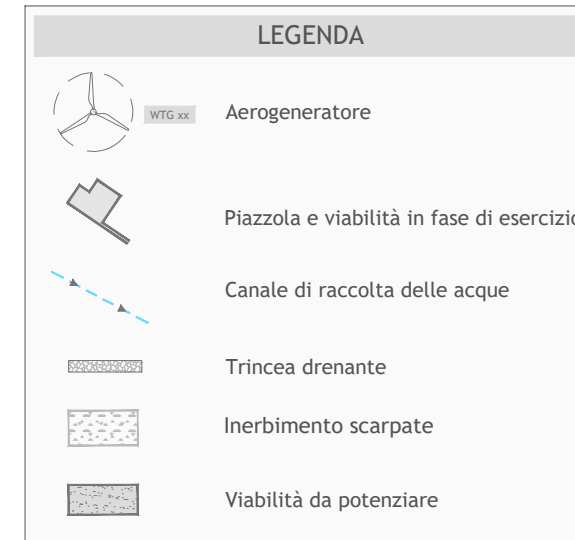 LEGENDA
WTG xx
Aerogeneratore
Piazzola e viabilità in fase di esercizio
Canale di raccolta delle acque
Trincea drenante
Inerbimento scarpate
Viabilità da potenziare